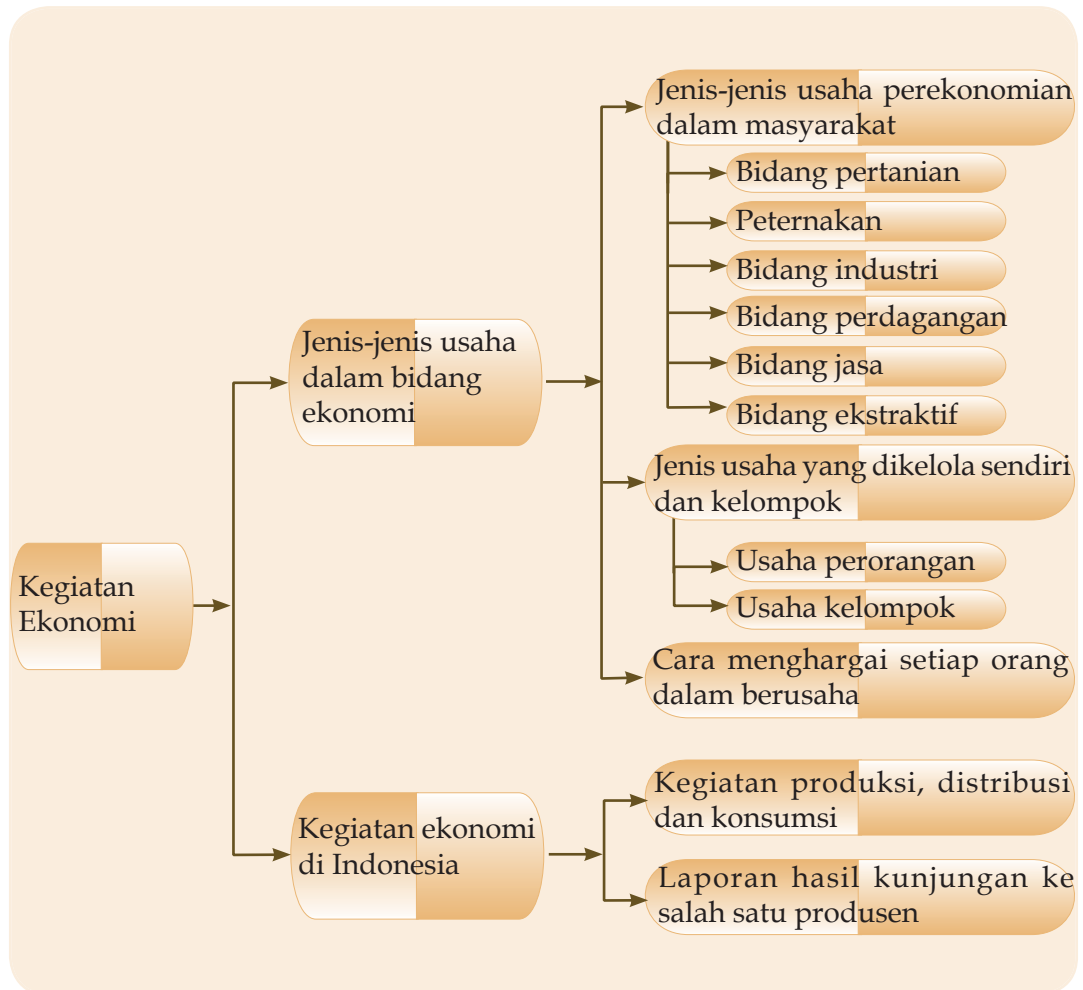 Kegiatan
Ekonomi
Jenis-jenis usaha
dalam bidang
ekonomi
Jenis-jenis usaha perekonomian
dalam masyarakat
Bidang pertanian
Peternakan
Bidang industri
Bidang perdagangan
Bidang jasa
Bidang ekstraktif
Jenis usaha yang dikelola sendiri
dan kelompok
Usaha perorangan
Usaha kelompok
Cara menghargai setiap orang
dalam berusaha
Kegiatan ekonomi
di Indonesia
Kegiatan produksi, distribusi
dan konsumsi
Laporan hasil kunjungan ke
salah satu produsen